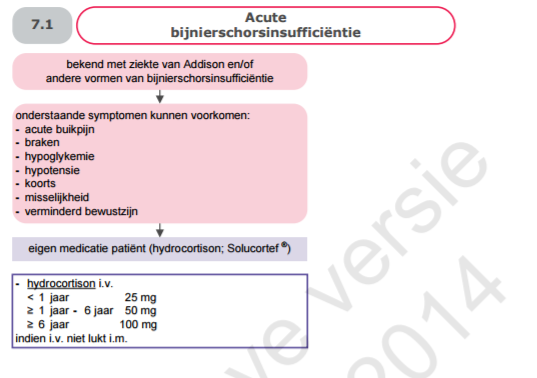 7.1
Acute
bijnierschorsinsufficiëntie
bekend met ziekte van Addison en/of
andere vormen van bijnierschorsinsufficiëntie
onderstaande symptomen kunnen voorkomen:
- acute buikpijn
- braken
- hypoglykemie
- hypotensie
- koorts
- misselijkheid
- verminderd bewustzijn
eigen medicatie patiënt (hydrocortison; Solucortef ®)
- hydrocortison i.v.
< 1 jaar 25 mg
≥ 1 jaar - 6 jaar 50 mg
≥ 6 jaar 100 mg
indien i.v. niet lukt i.m.
ve versie
2014